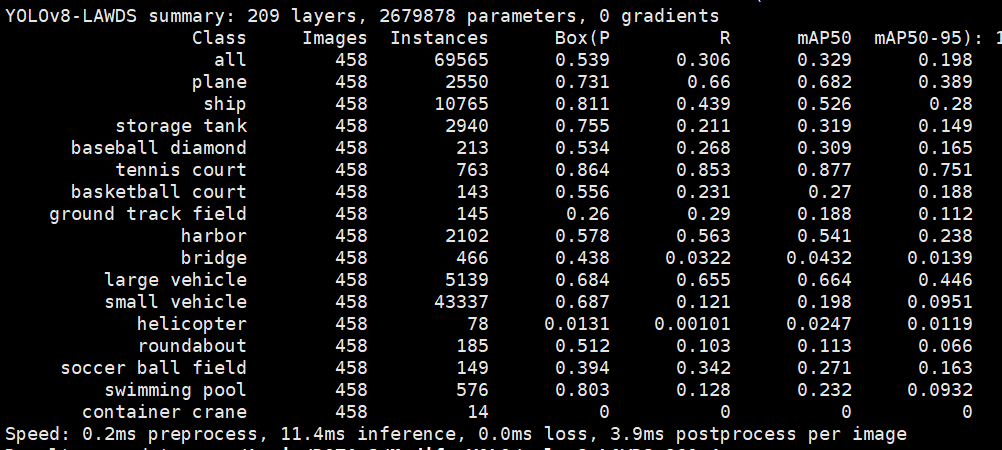 YOLOv8-LAWDS summary: 209 layers, 2679878 parameters, 0 gradients
Class Images Instances Box(P R mAP50 mAP50-95): 1
all 458 69565 0.539 0.306 0.329 0.198
plane 458 2550 0.731 0.66 0.682 0.389
ship 458 10765 0.811 0.439 0.526 0.28
storage tank 458 2940 0.755 0.211 0.319 0.149
baseball diamond 458 213 0.534 0.268 0.309 0.165
tennis court 458 763 0.864 0.853 0.877 0.751
basketball court 458 143 0.556 0.231 0.27 0.188
ground track field 458 145 0.26 0.29 0.188 0.112
harbor 458 2102 0.578 0.563 0.541 0.238
bridge 458 466 0.438 0.0322 0.0432 0.0139
large vehicle 458 5139 0.684 0.655 0.664 0.446
small vehicle 458 43337 0.687 0.121 0.198 0.0951
helicopter 458 78 0.0131 0.00101 0.0247 0.0119
roundabout 458 185 0.512 0.103 0.113 0.066
soccer ball field 458 149 0.394 0.342 0.271 0.163
swimming pool 458 576 0.803 0.128 0.232 0.0932
container crane 458 14 0 0 0 0
Speed: 0.2ms preprocess, 11.4ms inference, 0.0ms loss, 3.9ms postprocess per image